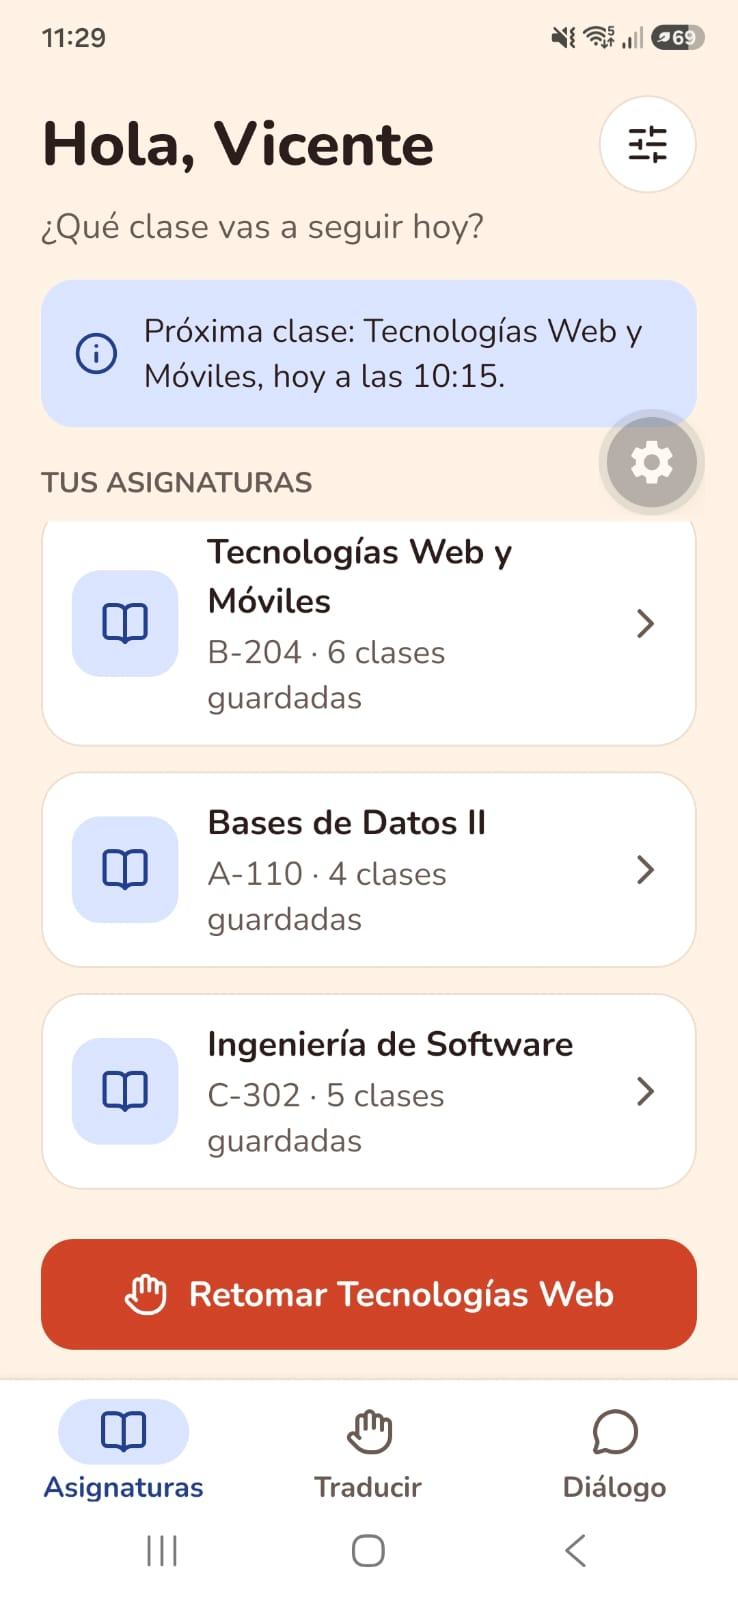 11:29
5
69
Hola, Vicente
¿Qué clase vas a seguir hoy?
Próxima clase: Tecnologías Web y
Móviles, hoy a las 10:15.
TUS ASIGNATURAS
Tecnologías Web y
Móviles
B-204 · 6 clases
guardadas
Bases de Datos II
A-110 · 4 clases
guardadas
Ingeniería de Software
C-302 · 5 clases
guardadas
Retomar Tecnologías Web
Asignaturas
Traducir
Diálogo